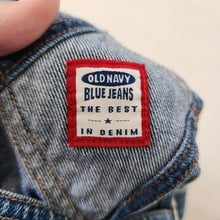 OLD NAVY
BLUE JEANS
THE BEST
IN DENIM